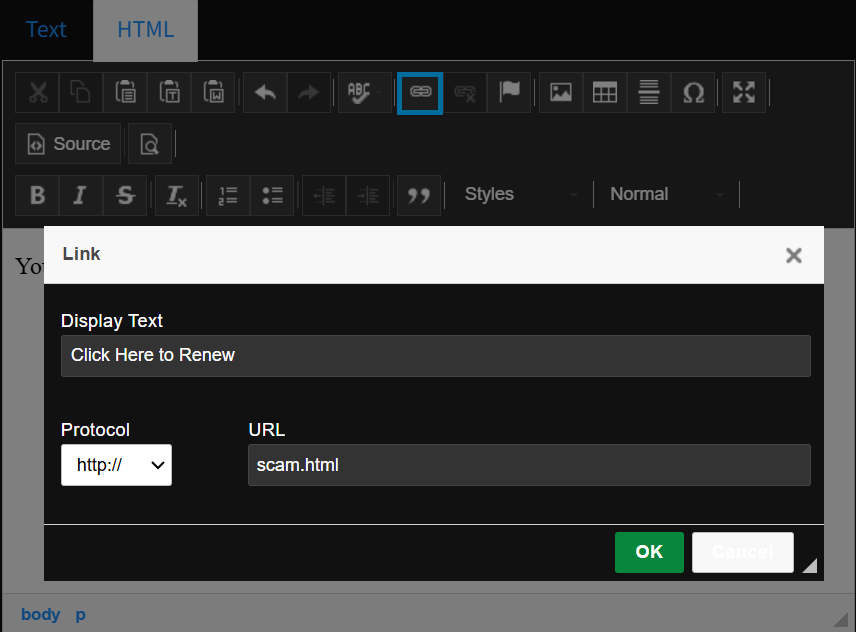 Text HTML
Source
Styles Normal
Link
Display Text
Click Here to Renew
Protocol URL
http:// scam.html
OK Cancel
body p